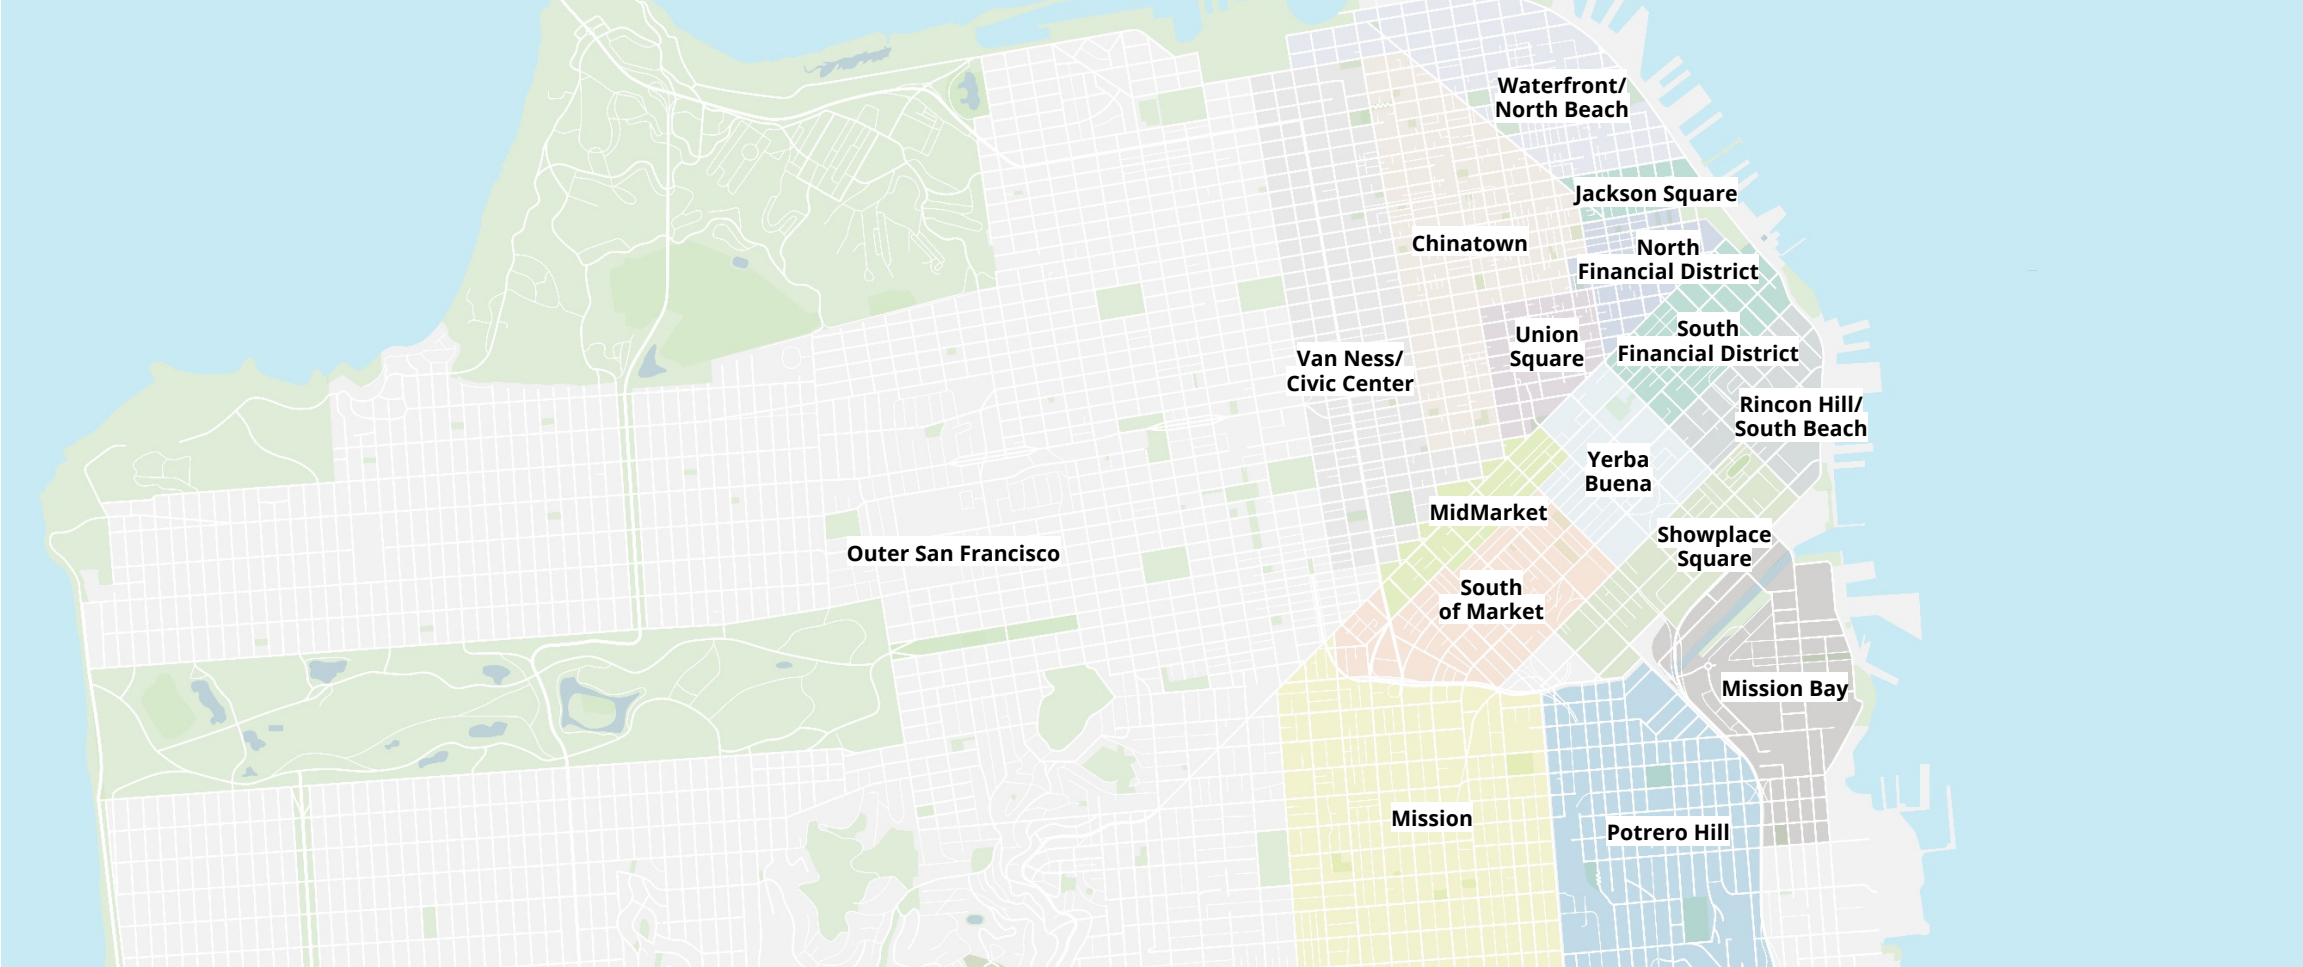 Waterfront/
North Beach
Jackson Square
Chinatown
North
Financial District
Union
Square
South
Financial District
Van Ness/
Civic Center
Rincon Hill/
South Beach
Yerba
Buena
MidMarket
Showplace
Square
Outer San Francisco
South
of Market
Mission Bay
Mission
Potrero Hill